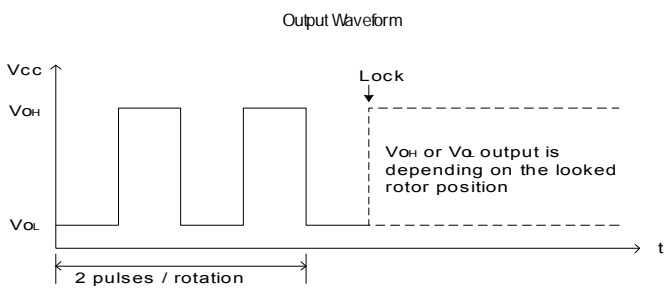 Output Waveform
Vcc
Lock
VOH
VOH or VOL output is
depending on the looked
rotor position
VOL
t
2 pulses / rotation